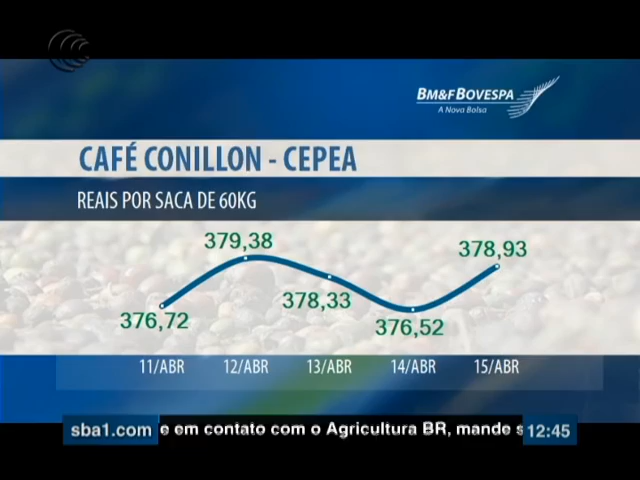 BM&FBOVESPA
A Nova Bolsa
CAFÉ CONILLON - CEPEA
REAIS POR SACA DE 60KG
376,72
379,38
378,33
376,52
378,93
11/ABR 12/ABR 13/ABR 14/ABR 15/ABR
sba1.com e em contato com o Agricultura BR, mande s 12:45